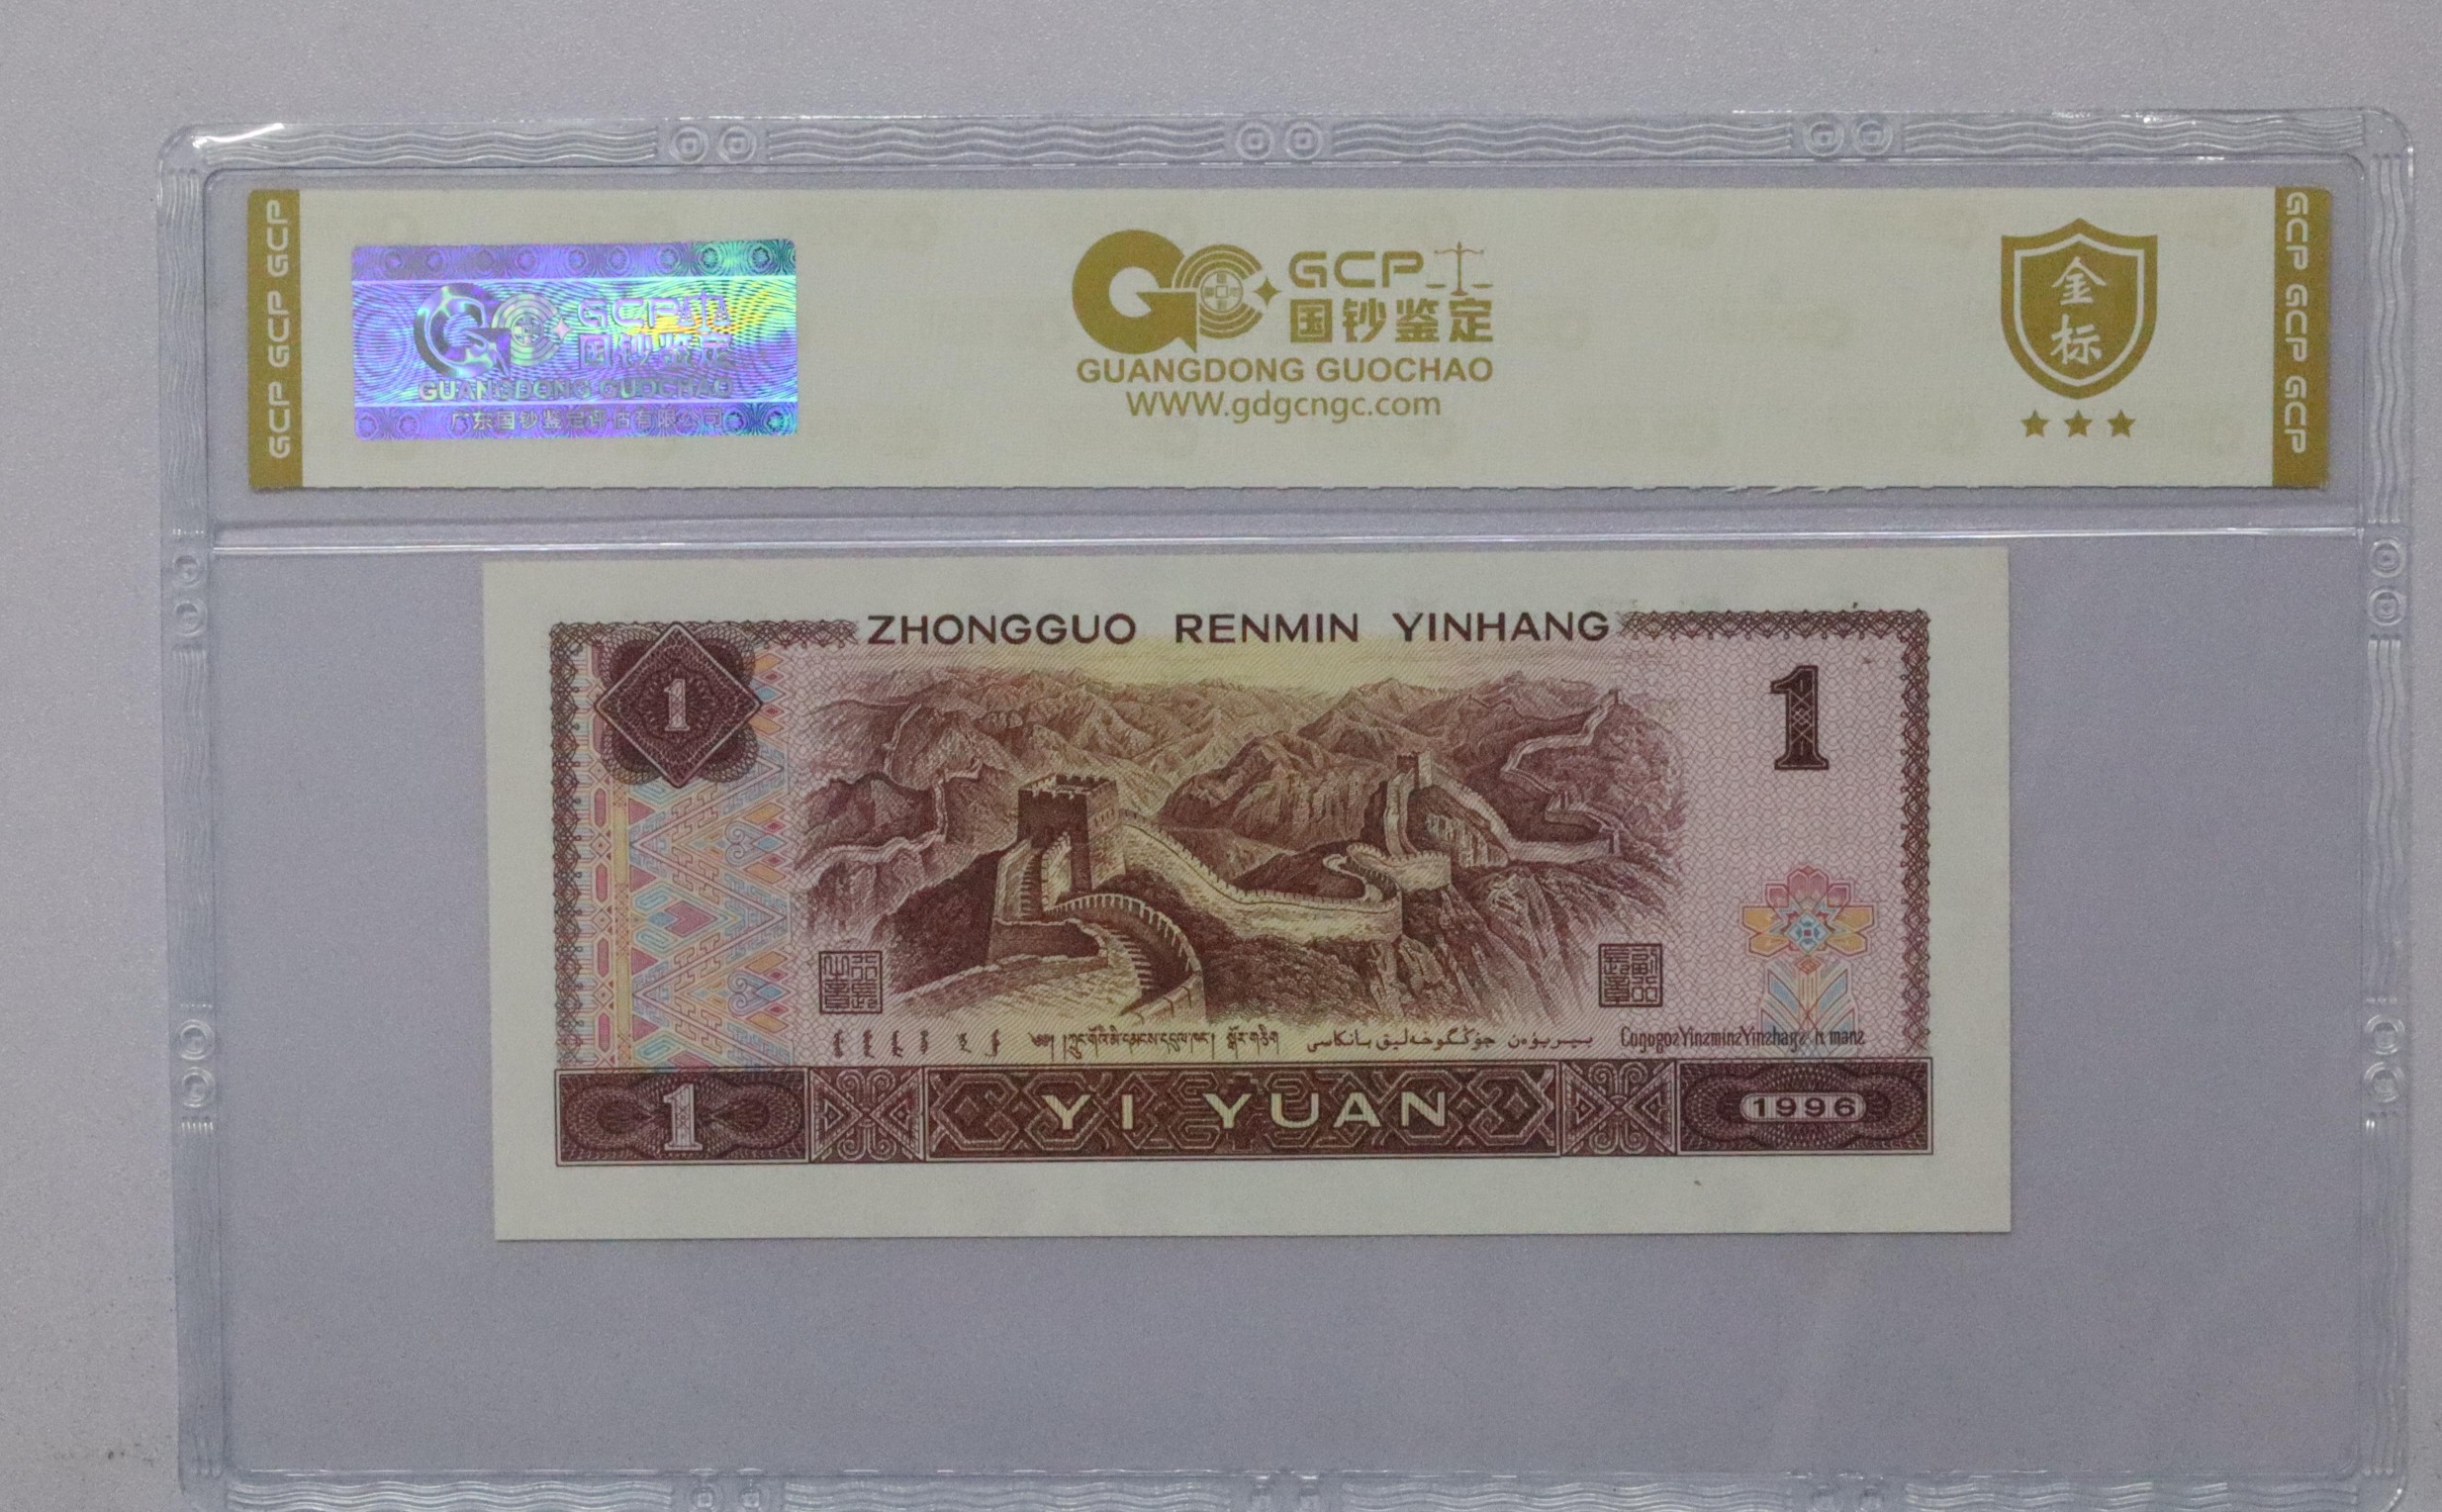 GCP GCP GCP
GCP
国钞鉴定
GUANGDONG GUOCHAO
广东国钞鉴定评估有限公司
GCP
国钞鉴定
GUANGDONG GUOCHAO
WWW.gdgcngc.com
金
标
GCP GCP GCP
ZHONGGUO RENMIN YINHANG
1
1
1
YI YUAN
1996